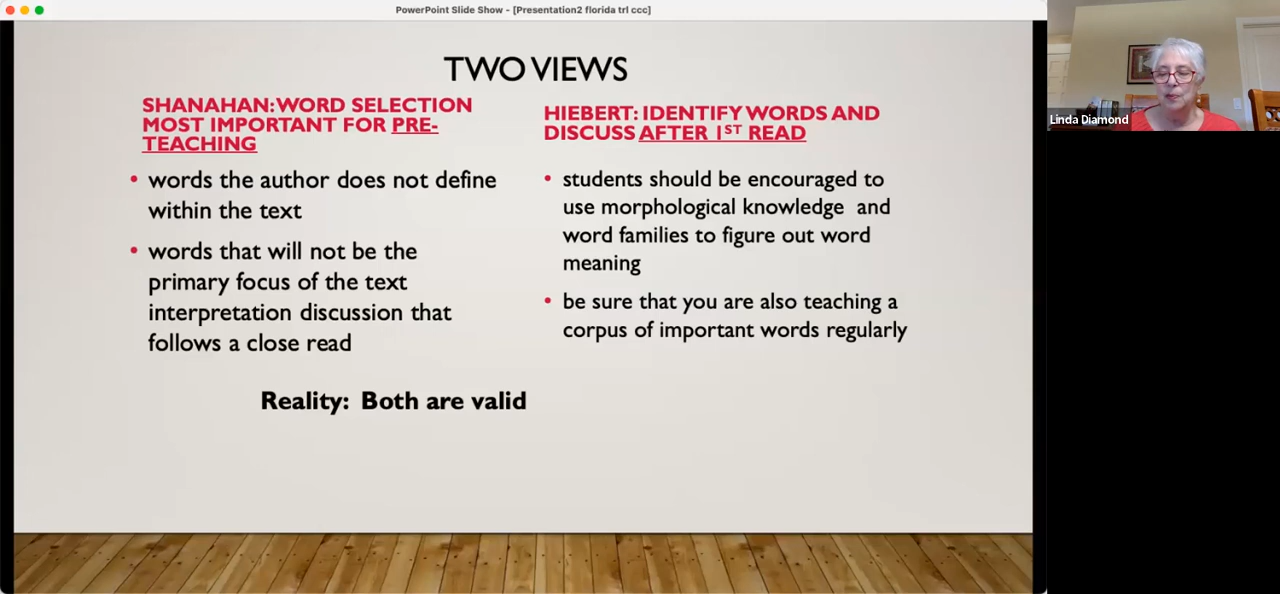 PowerPoint Slide Show - [Presentation2 florida trl ccc]
TWO VIEWS
SHANAHAN: WORD SELECTION
MOST IMPORTANT FOR PRE-
TEACHING
• words the author does not define
within the text
• words that will not be the
primary focus of the text
interpretation discussion that
follows a close read
HIEBERT: IDENTIFY WORDS AND
DISCUSS AFTER 1ST READ
• students should be encouraged to
use morphological knowledge and
word families to figure out word
meaning
• be sure that you are also teaching a
corpus of important words regularly
Reality: Both are valid
Linda Diamond